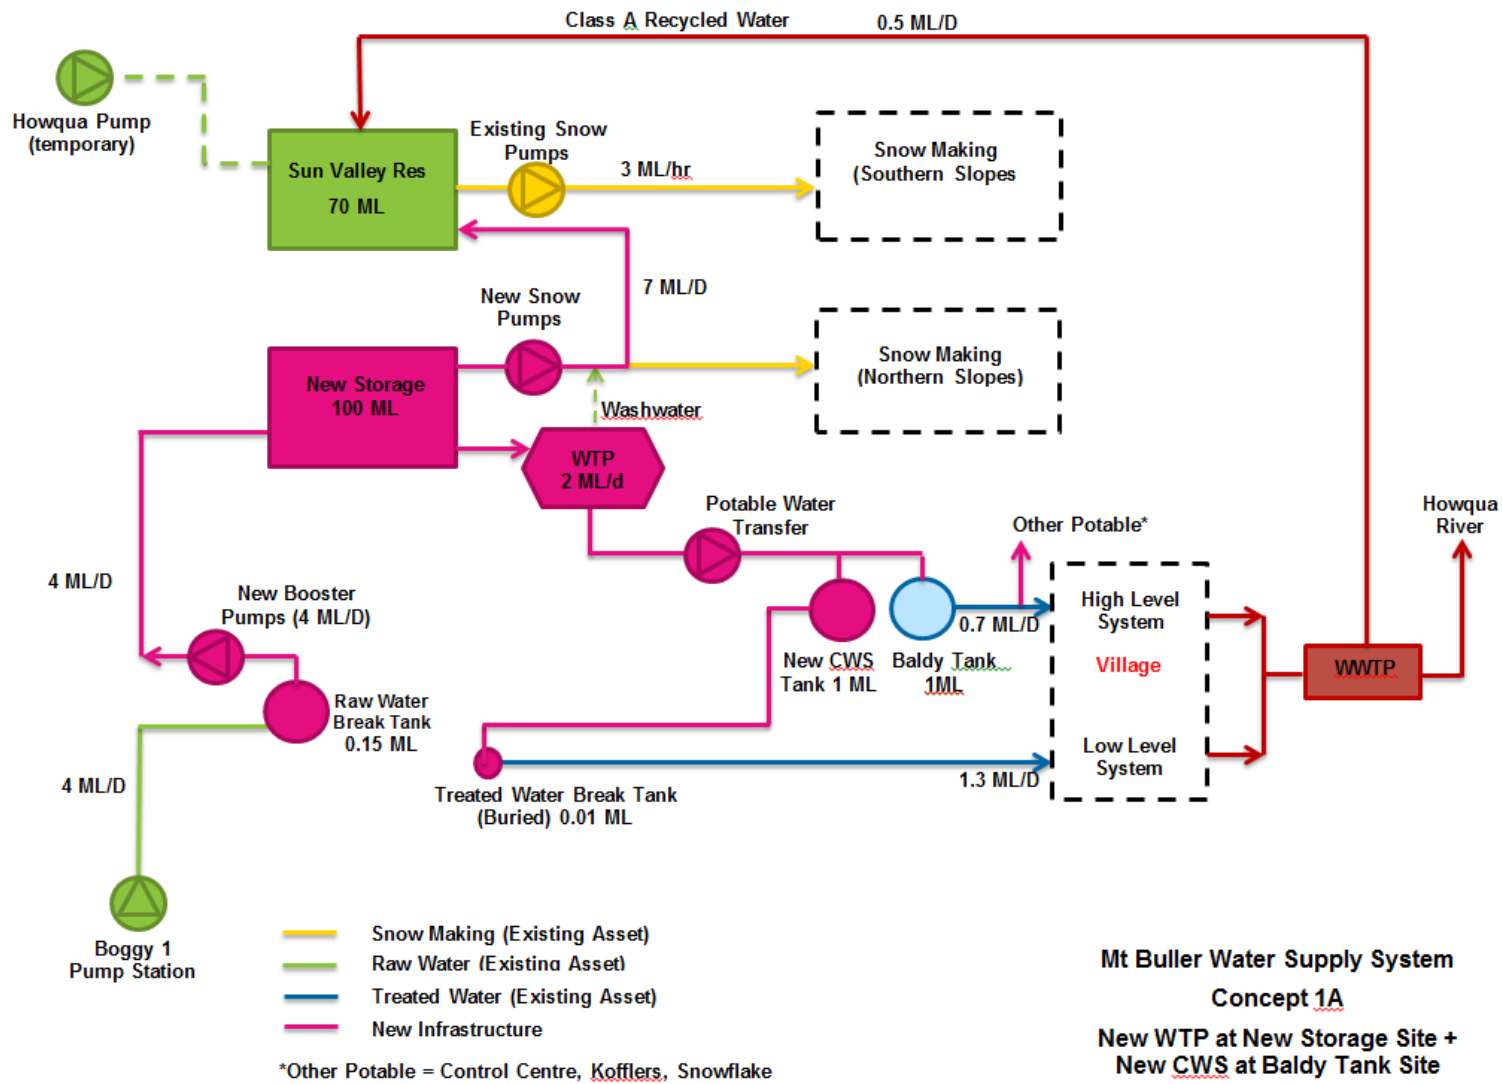 Class A Recycled Water 0.5 ML/D
Howqua Pump
(temporary)
Sun Valley Res
70 ML
Existing Snow
Pumps
3 ML/hr
Snow Making
(Southern Slopes
7 ML/D
New Snow
Pumps
Snow Making
(Northern Slopes)
New Storage
100 ML
Washwater
WTP
2 ML/d
Potable Water
Transfer
Other Potable*
Howqua
River
4 ML/D
New Booster
Pumps (4 ML/D)
High Level
System
0.7 ML/D
Village
WWTP
New CWS
Tank 1 ML
Baldy Tank
1ML
Raw Water
Break Tank
0.15 ML
Low Level
System
4 ML/D
1.3 ML/D
Treated Water Break Tank
(Buried) 0.01 ML
Boggy 1
Pump Station
Snow Making (Existing Asset)
Raw Water (Existing Asset)
Treated Water (Existing Asset)
New Infrastructure
*Other Potable = Control Centre, Kofflers, Snowflake
Mt Buller Water Supply System
Concept 1A
New WTP at New Storage Site +
New CWS at Baldy Tank Site